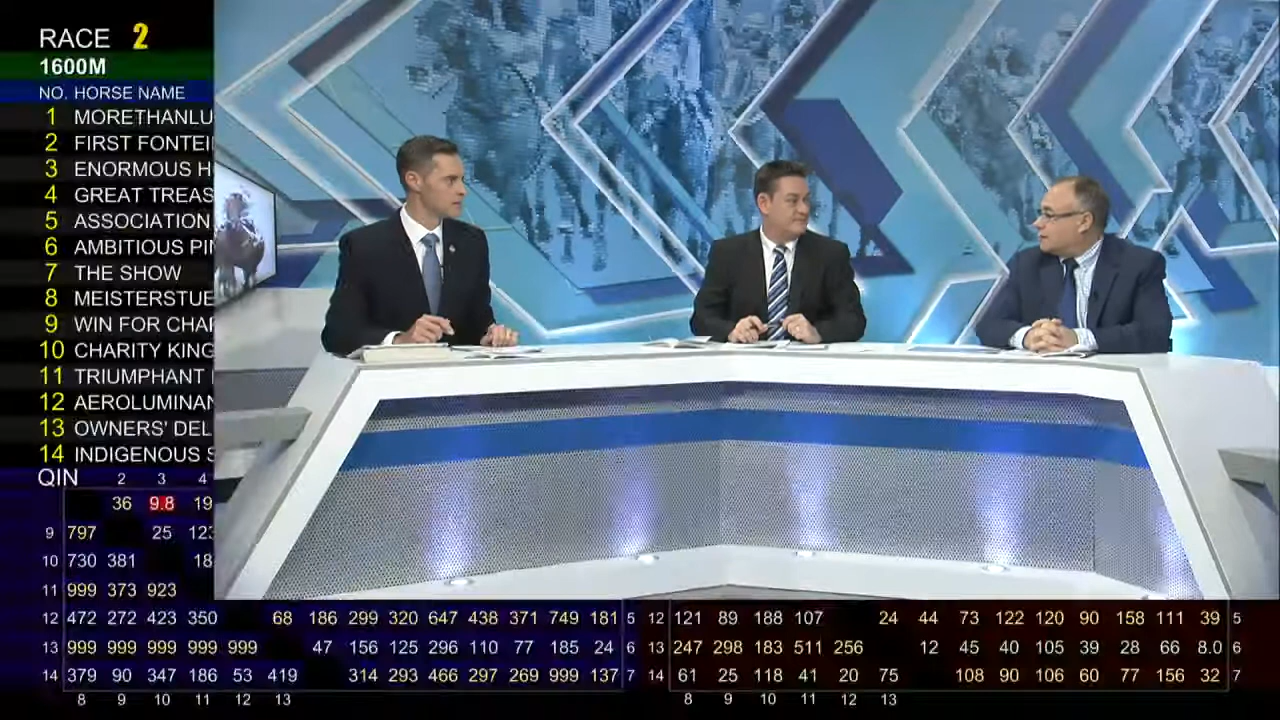 RACE 2
1600M
NO. HORSE NAME
1 MORETHANLU
2 FIRST FONTEI
3 ENORMOUS H
4 GREAT TREAS
5 ASSOCIATION
6 AMBITIOUS PI
7 THE SHOW
8 MEISTERSTUE
9 WIN FOR CHA
10 CHARITY KING
11 TRIUMPHANT
12 AEROLUMINAN
13 OWNERS' DEL
14 INDIGENOUS S
QIN 2 3 4
36 9.8 19
9 797 25 123
10 730 381 18
11 999 373 923
12 472 272 423 350 68 186 299 320 647 438 371 749 181 5 12 121 89 188 107 24 44 73 122 120 90 158 111 39 5
13 999 999 999 999 999 47 156 125 296 110 77 185 24 6 13 247 298 183 511 256 12 45 40 105 39 28 66 8.0 6
14 379 90 347 186 53 419 314 293 466 297 269 999 137 7 14 61 25 118 41 20 75 108 90 106 60 77 156 32 7
8 9 10 11 12 13 8 9 10 11 12 13